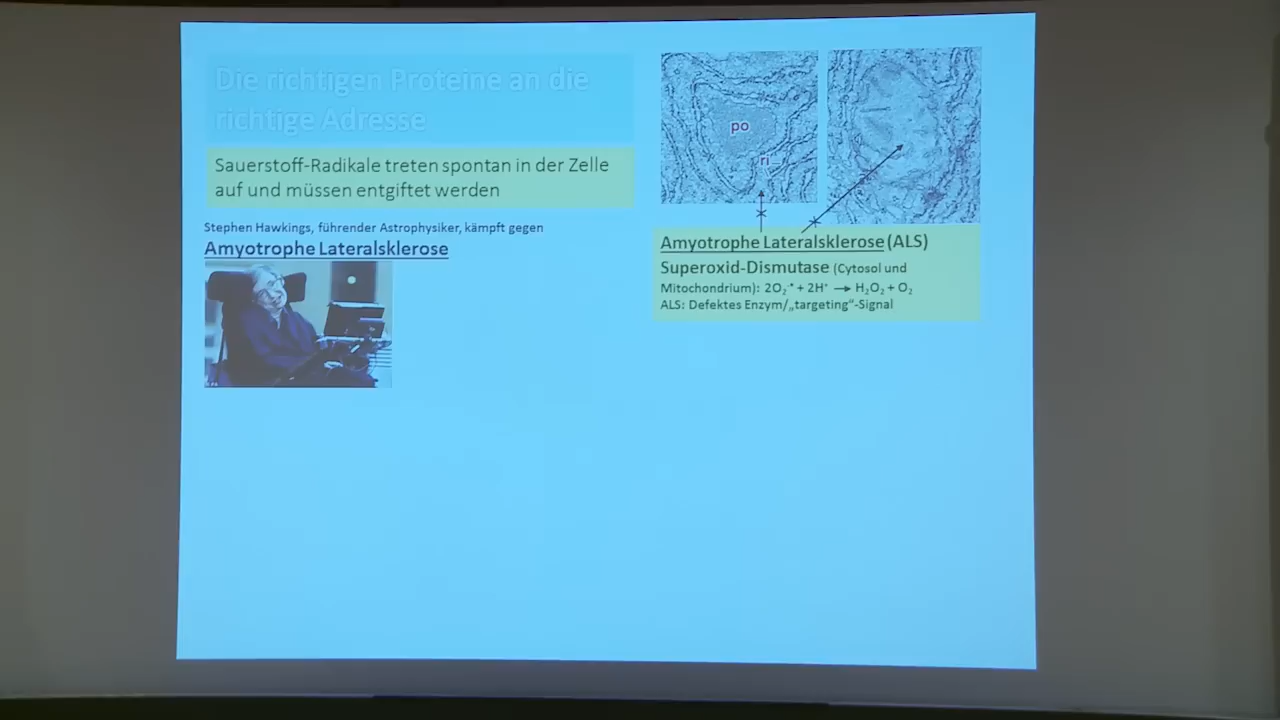 Die richtigen Proteine an die
richtige Adresse
Sauerstoff-Radikale treten spontan in der Zelle
auf und müssen entgiftet werden
Stephen Hawkings, führender Astrophysiker, kämpft gegen
Amyotrophe Lateralsklerose
po
ri
Amyotrophe Lateralsklerose (ALS)
Superoxid-Dismutase (Cytosol und
Mitochondrium): 2O₂⁻• + 2H⁺ → H₂O₂ + O₂
ALS: Defektes Enzym/„targeting“-Signal